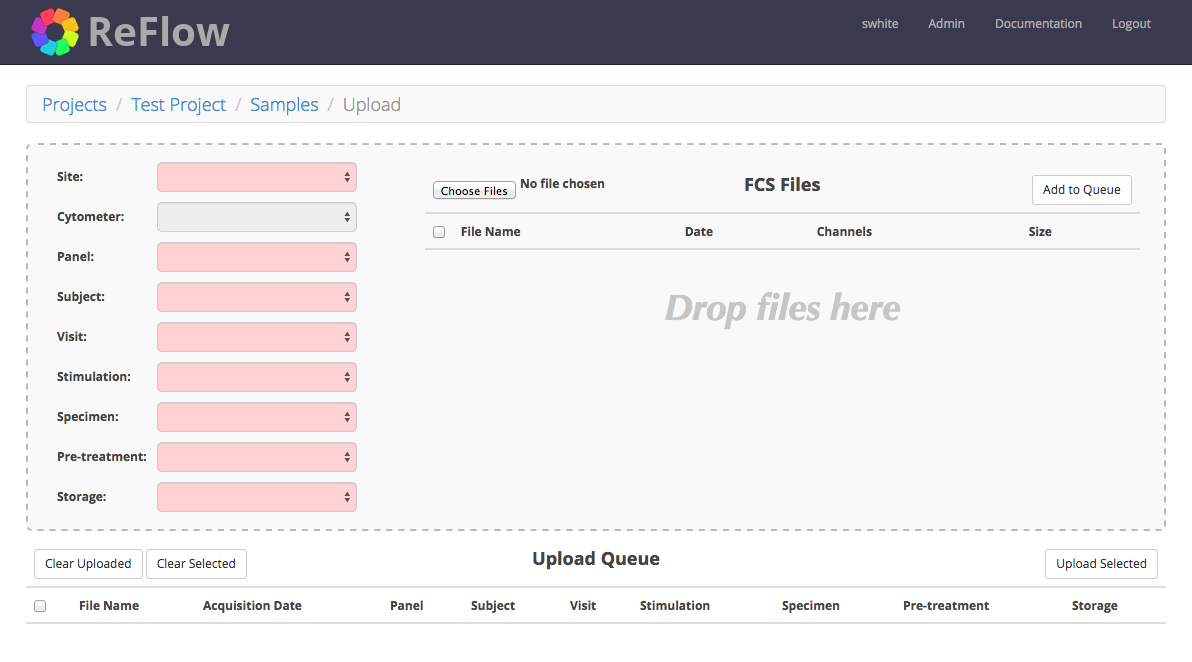 ReFlow
swhite Admin Documentation Logout
Projects / Test Project / Samples / Upload
Site:
Cytometer:
Panel:
Subject:
Visit:
Stimulation:
Specimen:
Pre-treatment:
Storage:
Choose Files No file chosen FCS Files Add to Queue
File Name Date Channels Size
Drop files here
Clear Uploaded Clear Selected Upload Queue Upload Selected
File Name Acquisition Date Panel Subject Visit Stimulation Specimen Pre-treatment Storage